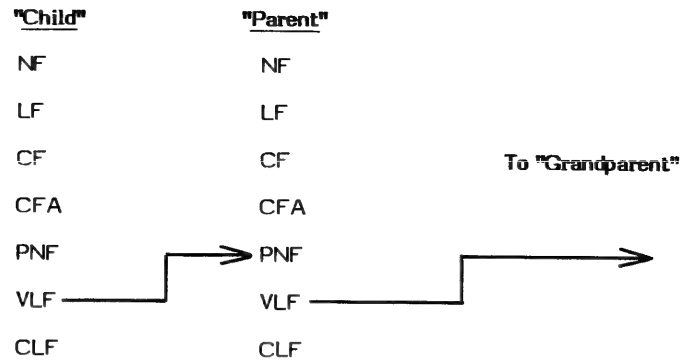 "Child" "Parent"
NF NF
LF LF
CF CF
To "Grandparent"
CFA CFA
PNF PNF
VLF VLF
CLF CLF